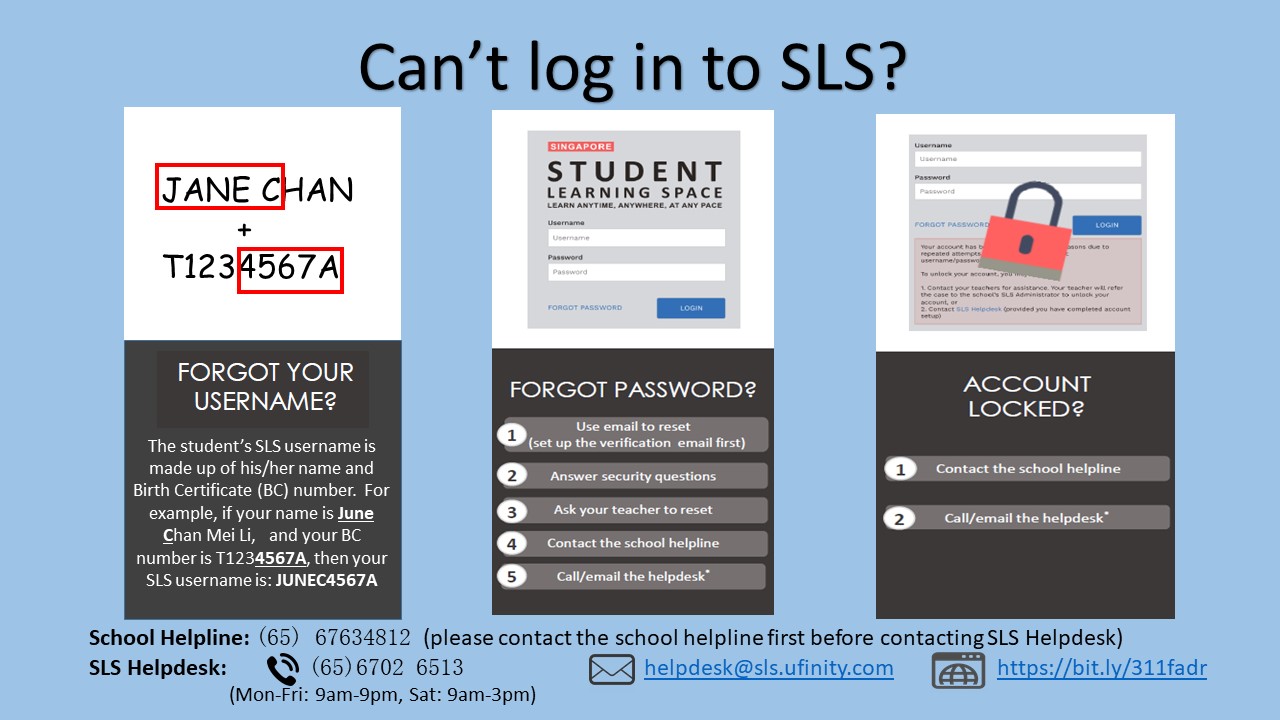 Can't log in to SLS?
JANE CHAN
+
T1234567A
FORGOT YOUR
USERNAME?
The student's SLS username is
made up of his/her name and
Birth Certificate (BC) number. For
example, if your name is June
Chan Mei Li, and your BC
number is T1234567A, then your
SLS username is: JUNEC4567A
SINGAPORE
STUDENT
LEARNING SPACE
LEARN ANYTIME, ANYWHERE, AT ANY PACE
Username
Username
Password
Password
FORGOT PASSWORD
LOGIN
FORGOT PASSWORD?
1 Use email to reset
(set up the verification email first)
2 Answer security questions
3 Ask your teacher to reset
4 Contact the school helpline
5 Call/email the helpdesk*
Username
Username
Password
Password
FORGOT PASSWORD
LOGIN
Your account has reasons due to
repeated attempts
username/passwo
To unlock your account, you
1. Contact your teachers for assistance. Your teacher will refer
the case to the school's SLS Administrator to unlock your
account, or
2. Contact SLS Helpdesk (provided you have completed account
setup)
ACCOUNT
LOCKED?
1 Contact the school helpline
2 Call/email the helpdesk*
School Helpline: (65) 67634812 (please contact the school helpline first before contacting SLS Helpdesk)
SLS Helpdesk: (65)6702 6513 helpdesk@sls.ufinity.com https://bit.ly/311fadr
(Mon-Fri: 9am-9pm, Sat: 9am-3pm)